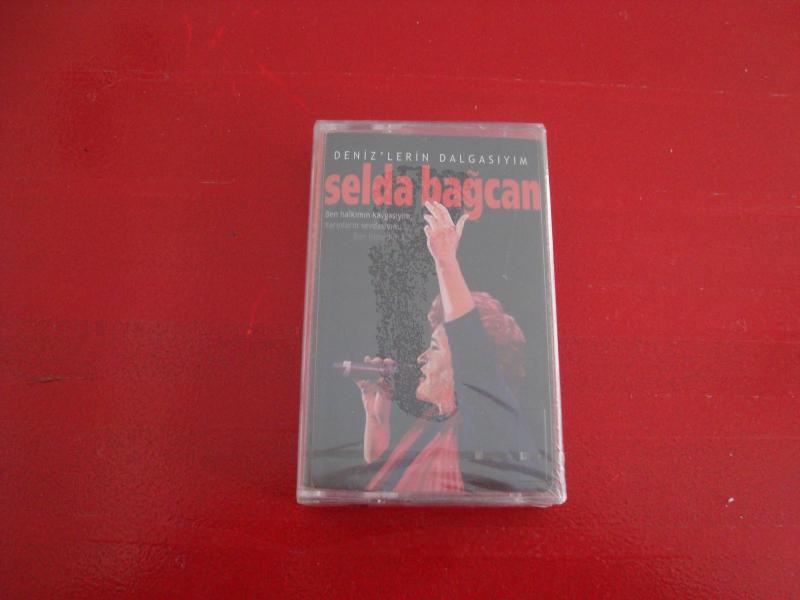 DENİZ'LERİN DALGASIYIM
selda bağcan
Ben halkımın kavgasıyım,
yarınların sevdasıyım